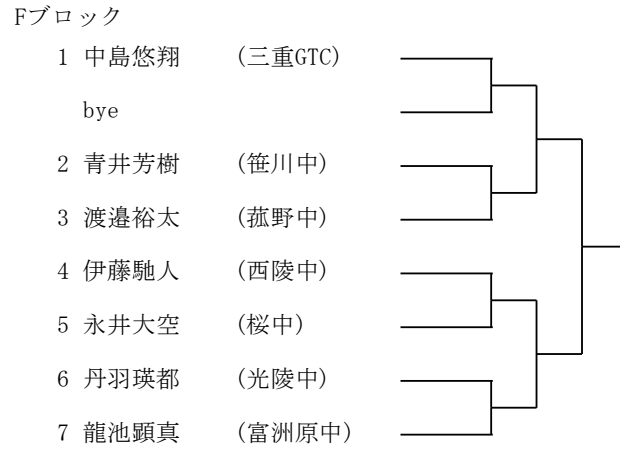 Fブロック
1 中島悠翔 (三重GTC)
bye
2 青井芳樹 (笹川中)
3 渡邉裕太 (菰野中)
4 伊藤馳人 (西陵中)
5 永井大空 (桜中)
6 丹羽瑛都 (光陵中)
7 龍池顕真 (富洲原中)